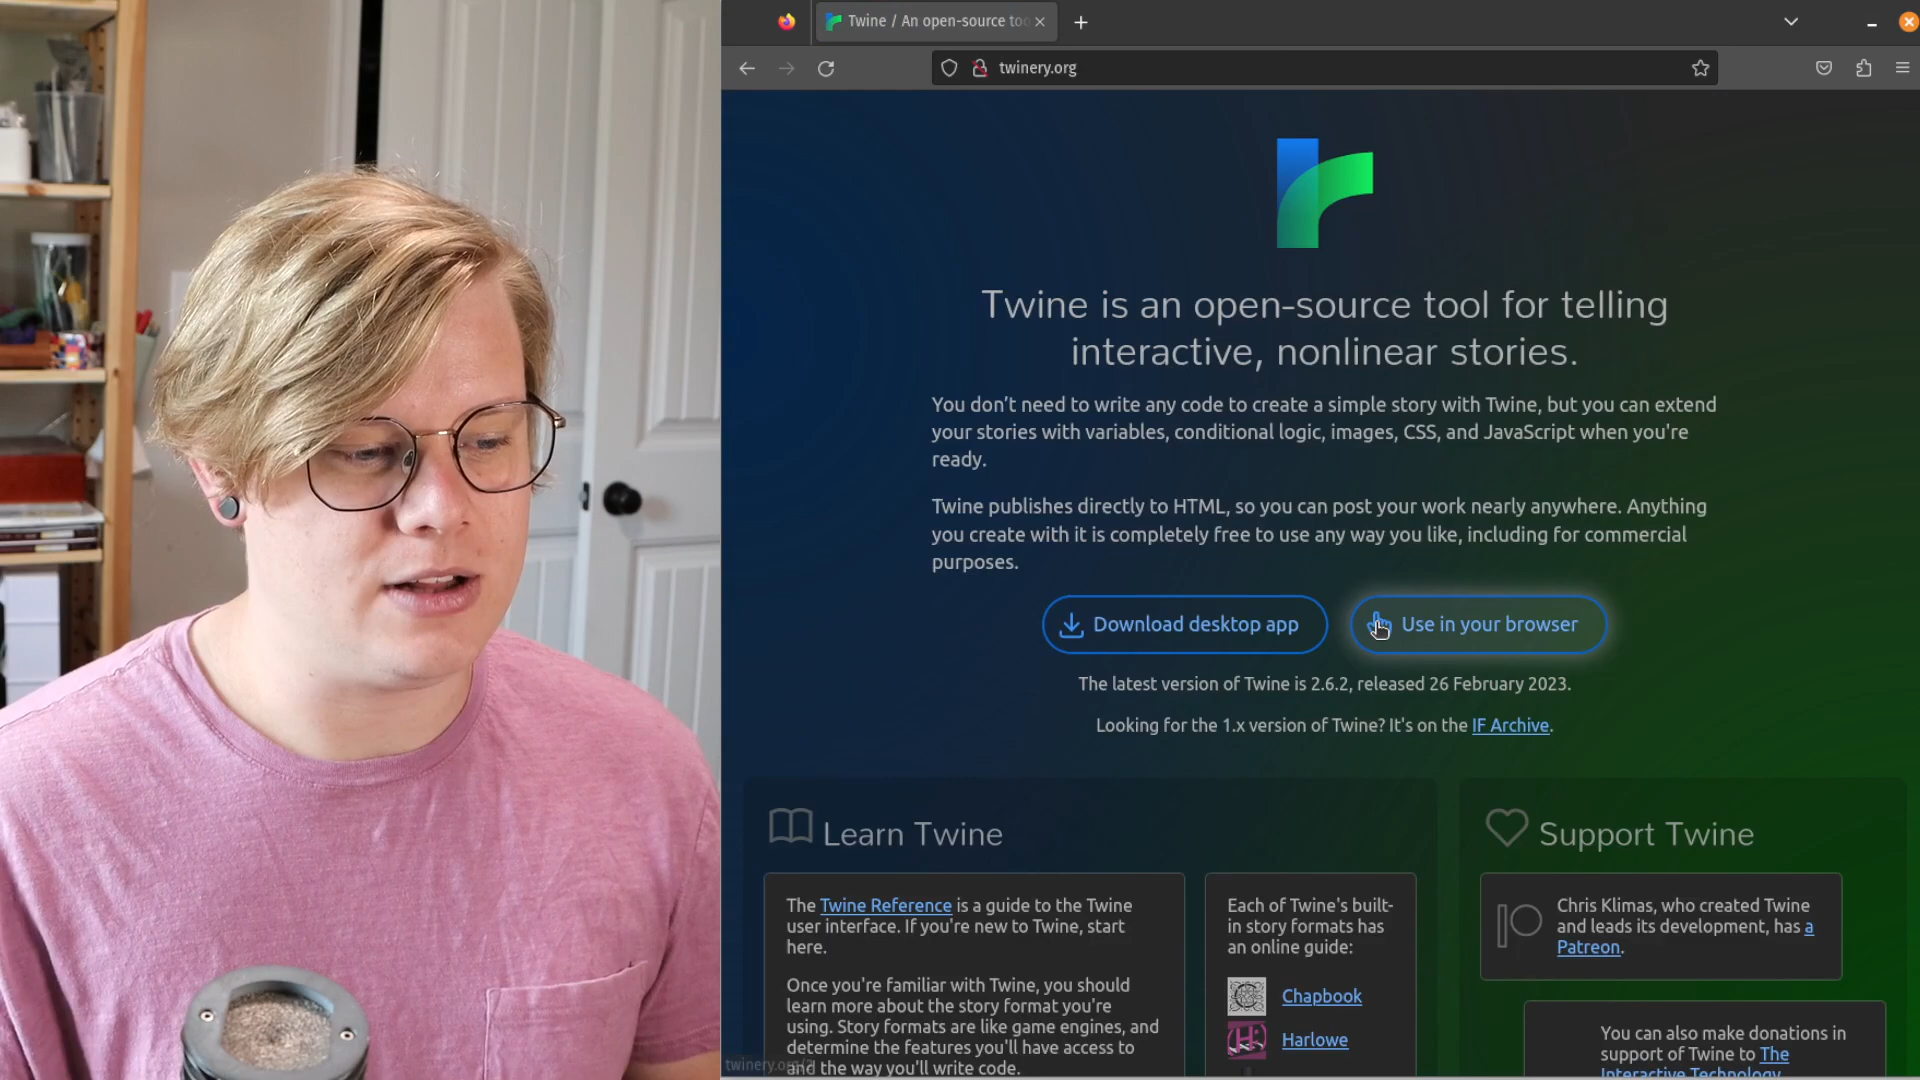 Twine / An open-source too
twinery.org
Twine is an open-source tool for telling
interactive, nonlinear stories.
You don’t need to write any code to create a simple story with Twine, but you can extend
your stories with variables, conditional logic, images, CSS, and JavaScript when you're
ready.
Twine publishes directly to HTML, so you can post your work nearly anywhere. Anything
you create with it is completely free to use any way you like, including for commercial
purposes.
Download desktop app
Use in your browser
The latest version of Twine is 2.6.2, released 26 February 2023.
Looking for the 1.x version of Twine? It's on the IF Archive.
Learn Twine
The Twine Reference is a guide to the Twine
user interface. If you're new to Twine, start
here.
Once you're familiar with Twine, you should
learn more about the story format you're
using. Story formats are like game engines, and
determine the features you'll have access to
and the way you'll write code.
Each of Twine's built-
in story formats has
an online guide:
Chapbook
Harlowe
Support Twine
Chris Klimas, who created Twine
and leads its development, has a
Patreon.
You can also make donations in
support of Twine to The
Interactive Technology
twinery.org/2